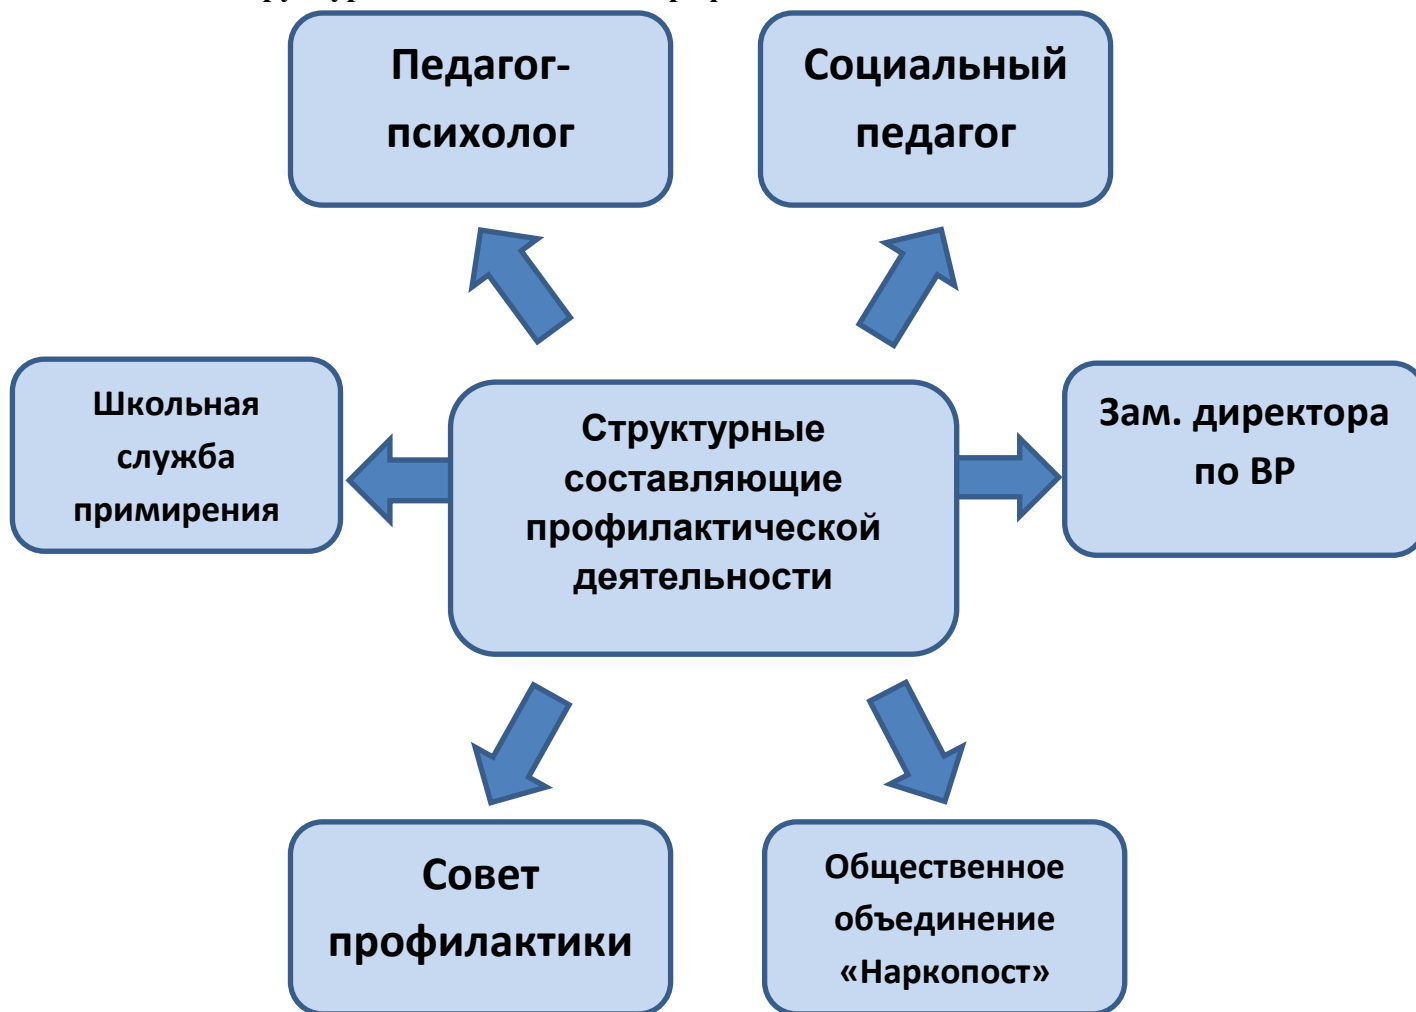 Педагог-
психолог
Социальный
педагог
Школьная
служба
примирения
Структурные
составляющие
профилактической
деятельности
Зам. директора
по ВР
Совет
профилактики
Общественное
объединение
«Наркопост»